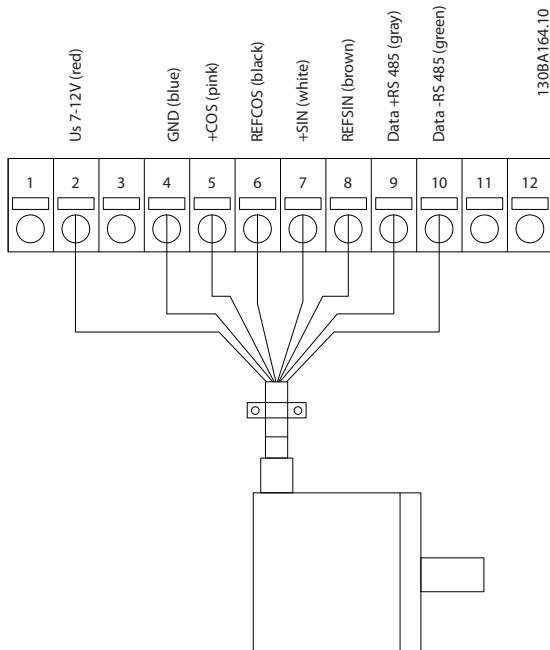 Us 7-12V (red)
GND (blue)
+COS (pink)
REFCOS (black)
+SIN (white)
REFSIN (brown)
Data +RS 485 (gray)
Data -RS 485 (green)
130BA164.10
1 2 3 4 5 6 7 8 9 10 11 12